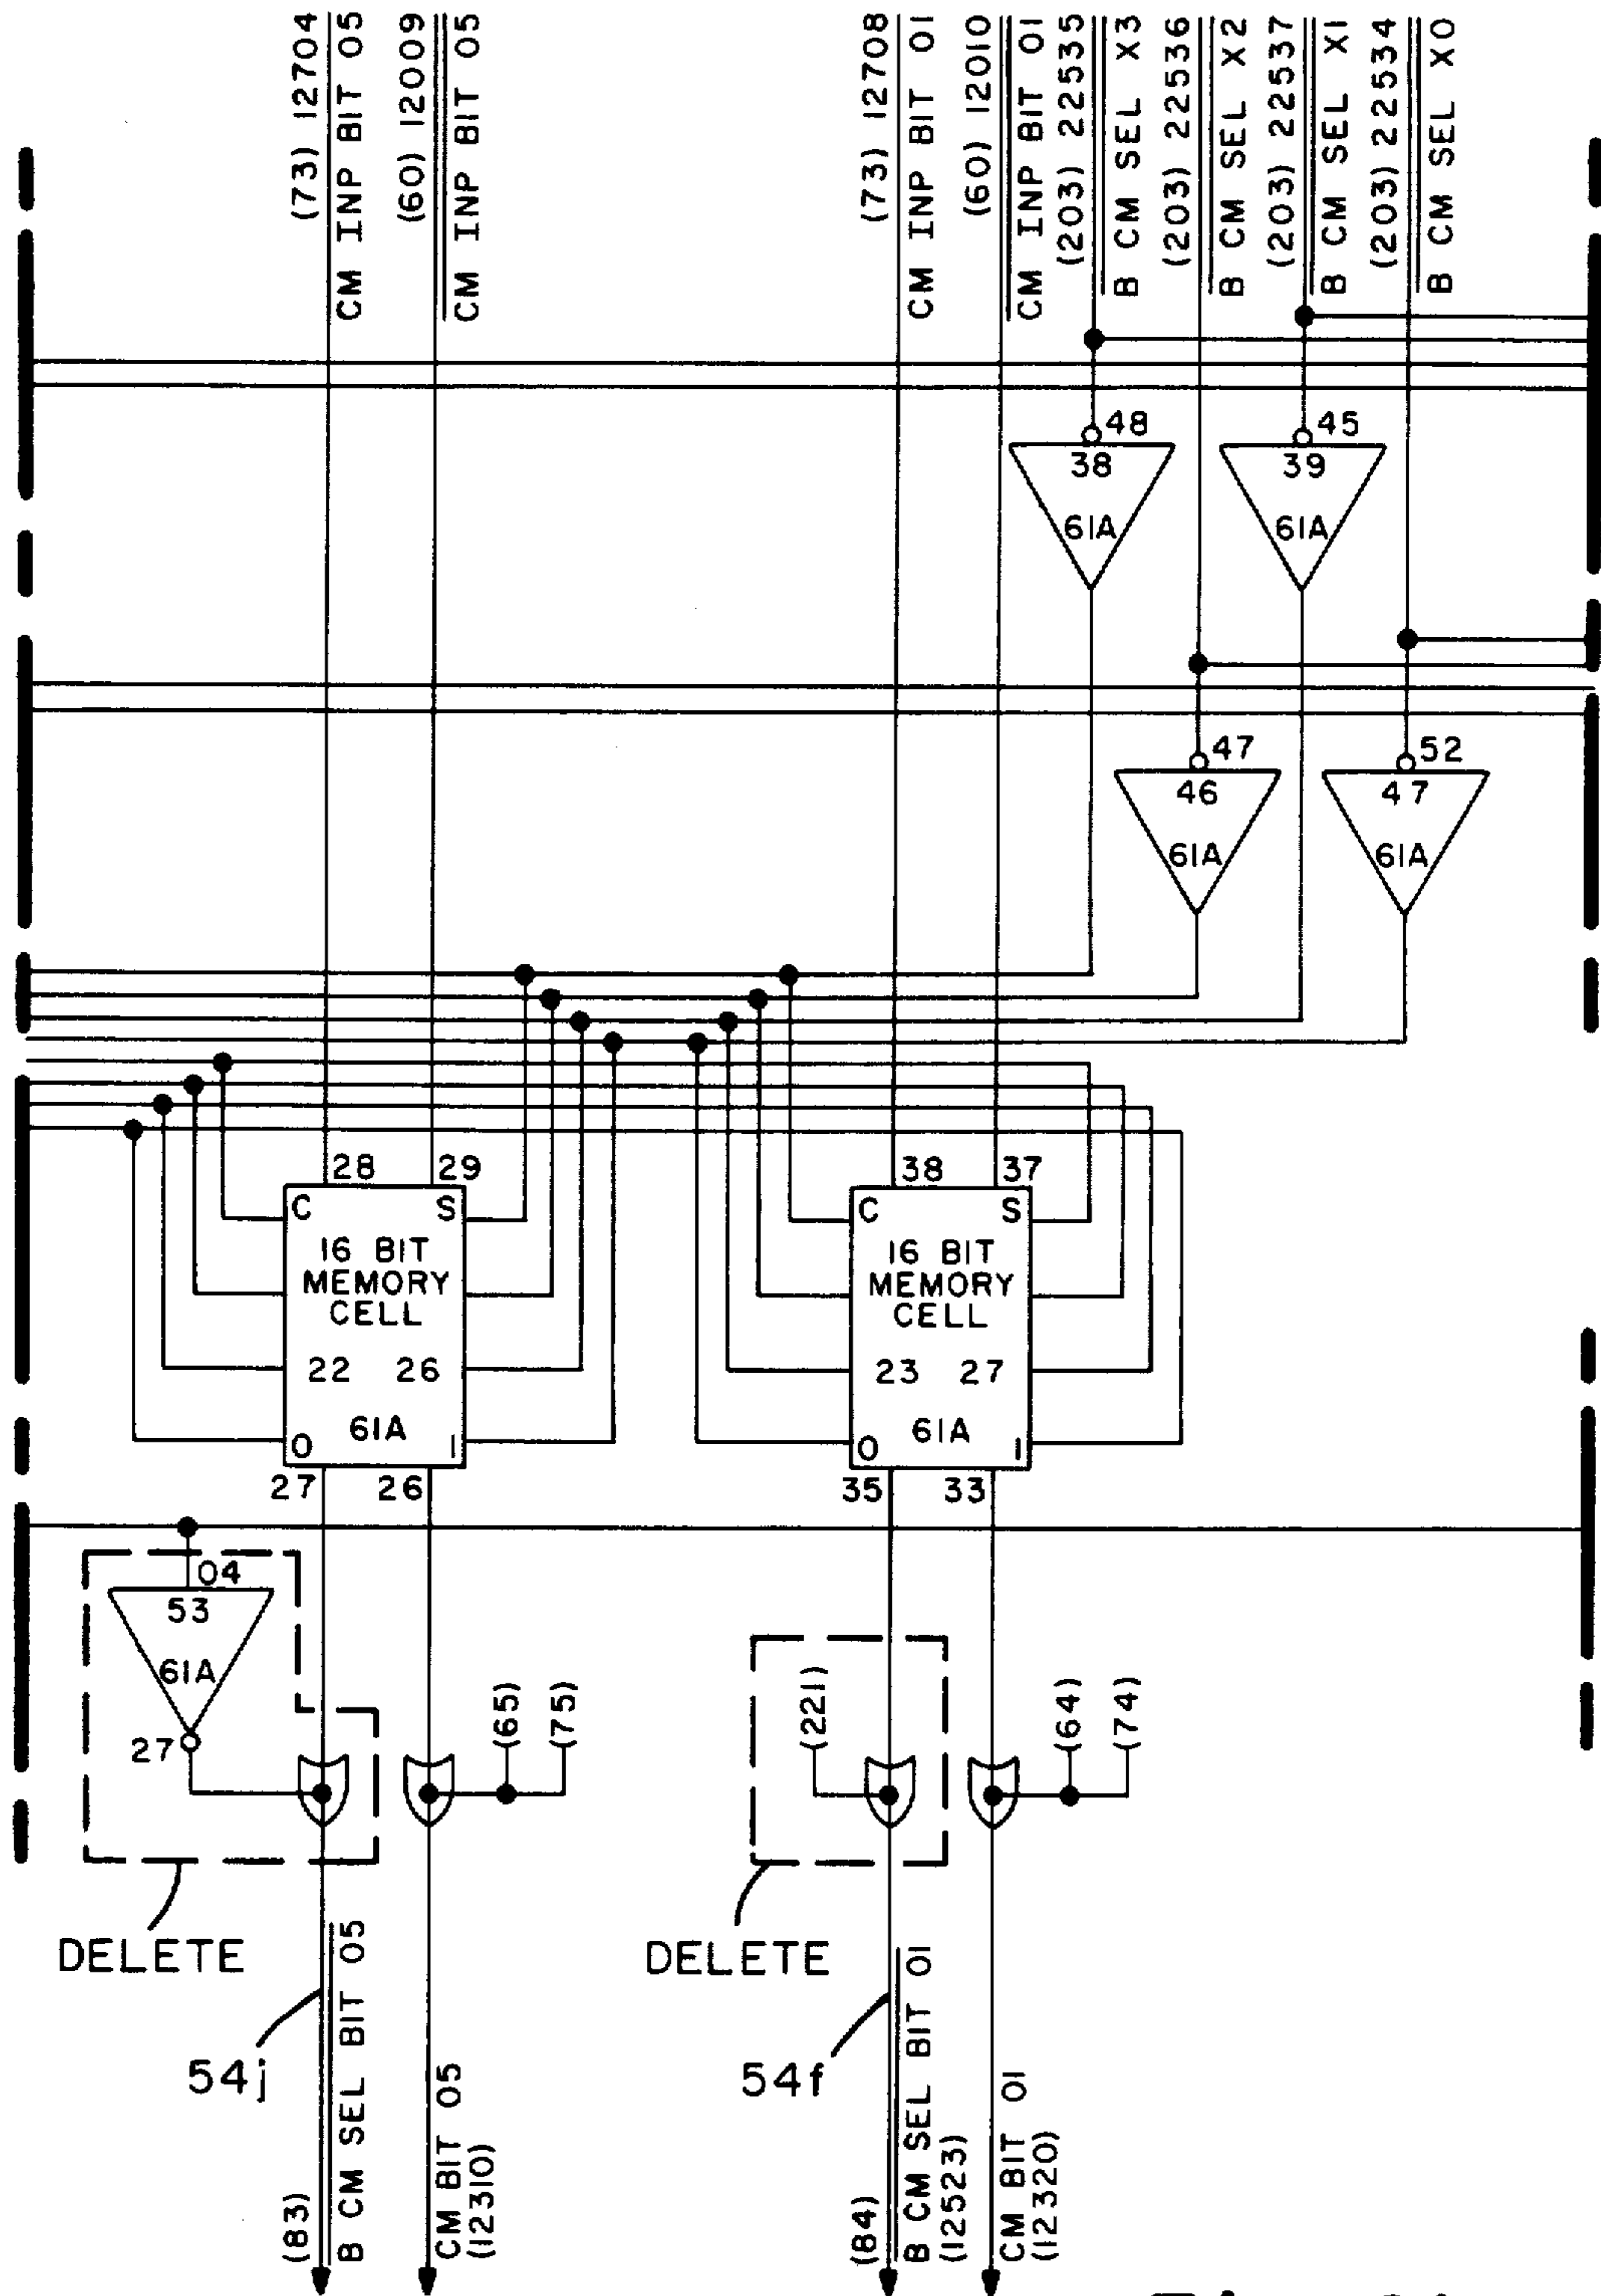 (73) 12704
CM INP BIT 05
(60) 12009
CM INP BIT 05
(73) 12708
CM INP BIT 01
(60) 12010
CM INP BIT 01
(203) 22535
B CM SEL X3
(203) 22536
B CM SEL X2
(203) 22537
B CM SEL X1
(203) 22534
B CM SEL X0
48
38
61A
45
39
61A
47
46
61A
52
47
61A
28 29
C S
16 BIT
MEMORY
CELL
22 26
61A
0 1
27 26
38 37
C S
16 BIT
MEMORY
CELL
23 27
61A
0 1
35 33
04
53
61A
27
(65)
(75)
(221)
(64)
(74)
DELETE
DELETE
54j
54f
(83)
B CM SEL BIT 05
CM BIT 05
(12310)
(84)
B CM SEL BIT 01
(12523)
CM BIT 01
(12320)